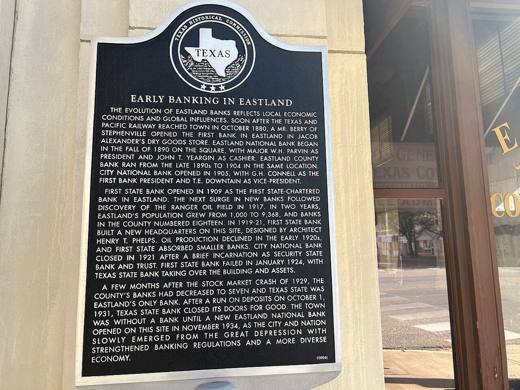 TEXAS HISTORICAL COMMISSION
TEXAS
EARLY BANKING IN EASTLAND
THE EVOLUTION OF EASTLAND BANKS REFLECTS LOCAL ECONOMIC
CONDITIONS AND GLOBAL INFLUENCES. SOON AFTER THE TEXAS AND
PACIFIC RAILWAY REACHED TOWN IN OCTOBER 1880, A MR. BERRY OF
STEPHENVILLE OPENED THE FIRST BANK IN EASTLAND IN JACOB
ALEXANDER'S DRY GOODS STORE. EASTLAND NATIONAL BANK BEGAN
IN THE FALL OF 1890 ON THE SQUARE, WITH MAJOR W.H. PARVIN AS
PRESIDENT AND JOHN T. YEARGIN AS CASHIER. EASTLAND COUNTY
BANK RAN FROM THE LATE 1890s TO 1904 IN THE SAME LOCATION.
CITY NATIONAL BANK OPENED IN 1905, WITH G.H. CONNELL AS THE
FIRST BANK PRESIDENT AND T.E. DOWNTAIN AS VICE-PRESIDENT.
FIRST STATE BANK OPENED IN 1909 AS THE FIRST STATE-CHARTERED
BANK IN EASTLAND. THE NEXT SURGE IN NEW BANKS FOLLOWED
DISCOVERY OF THE RANGER OIL FIELD IN 1917. IN TWO YEARS,
EASTLAND'S POPULATION GREW FROM 1,000 TO 9,368, AND BANKS
IN THE COUNTY NUMBERED EIGHTEEN. IN 1919-21, FIRST STATE BANK
BUILT A NEW HEADQUARTERS ON THIS SITE, DESIGNED BY ARCHITECT
HENRY T. PHELPS. OIL PRODUCTION DECLINED IN THE EARLY 1920s,
AND FIRST STATE ABSORBED SMALLER BANKS. CITY NATIONAL BANK
CLOSED IN 1921 AFTER A BRIEF INCARNATION AS SECURITY STATE
BANK AND TRUST. FIRST STATE BANK FAILED IN JANUARY 1924, WITH
TEXAS STATE BANK TAKING OVER THE BUILDING AND ASSETS.
A FEW MONTHS AFTER THE STOCK MARKET CRASH OF 1929, THE
COUNTY'S BANKS HAD DECREASED TO SEVEN AND TEXAS STATE WAS
EASTLAND'S ONLY BANK. AFTER A RUN ON DEPOSITS ON OCTOBER 1,
1931, TEXAS STATE BANK CLOSED ITS DOORS FOR GOOD. THE TOWN
WAS WITHOUT A BANK UNTIL A NEW EASTLAND NATIONAL BANK
OPENED ON THIS SITE IN NOVEMBER 1934, AS THE CITY AND NATION
SLOWLY EMERGED FROM THE GREAT DEPRESSION WITH
STRENGTHENED BANKING REGULATIONS AND A MORE DIVERSE
ECONOMY.